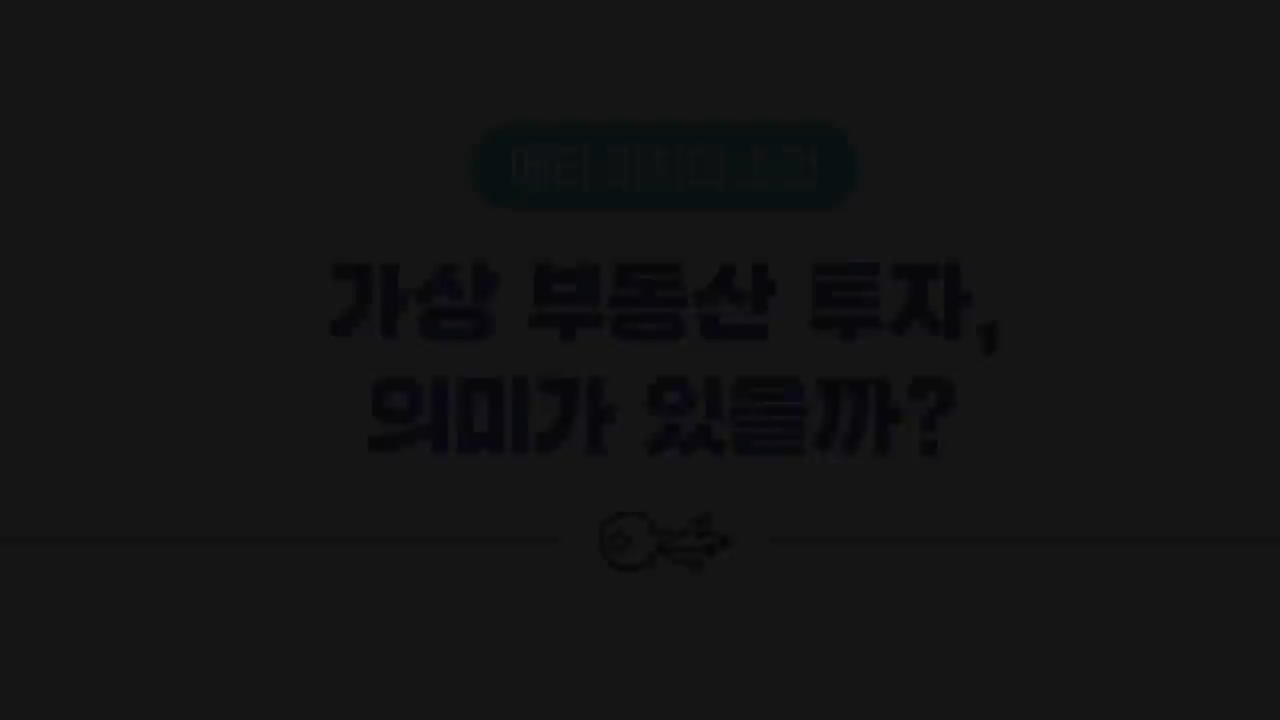 가상 부동산 투자,
의미가 있을까?